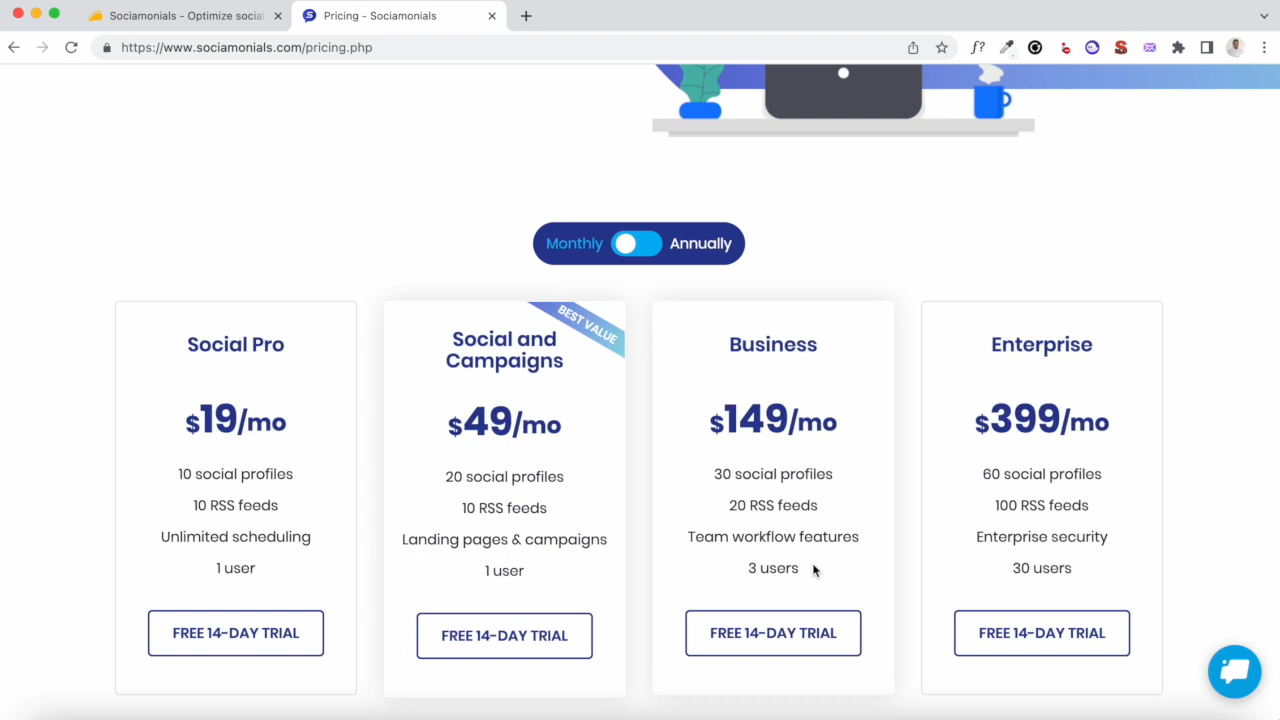 Sociamonials - Optimize social
Pricing - Sociamonials
https://www.sociamonials.com/pricing.php
f?
Monthly
Annually
Social Pro
$19/mo
10 social profiles
10 RSS feeds
Unlimited scheduling
1 user
FREE 14-DAY TRIAL
BEST VALUE
Social and
Campaigns
$49/mo
20 social profiles
10 RSS feeds
Landing pages & campaigns
1 user
FREE 14-DAY TRIAL
Business
$149/mo
30 social profiles
20 RSS feeds
Team workflow features
3 users
FREE 14-DAY TRIAL
Enterprise
$399/mo
60 social profiles
100 RSS feeds
Enterprise security
30 users
FREE 14-DAY TRIAL